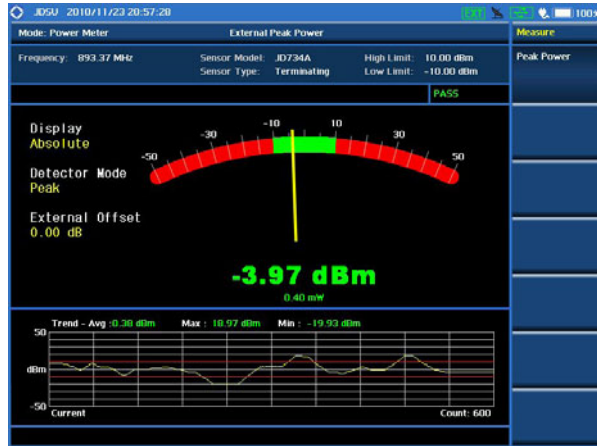 JDSU 2010/11/23 20:57:28 EXT 100%
Mode: Power Meter External Peak Power Measure
Frequency: 893.37 MHz Sensor Model: JD734A High Limit: 10.00 dBm Peak Power
Sensor Type: Terminating Low Limit: -10.00 dBm
PASS
Display
Absolute
Detector Mode
Peak
External Offset
0.00 dB
-50 -30 -10 10 30 50
-3.97 dBm
0.40 mW
Trend - Avg :0.38 dBm Max : 18.97 dBm Min : -19.93 dBm
50
dBm
-50
Current Count: 600